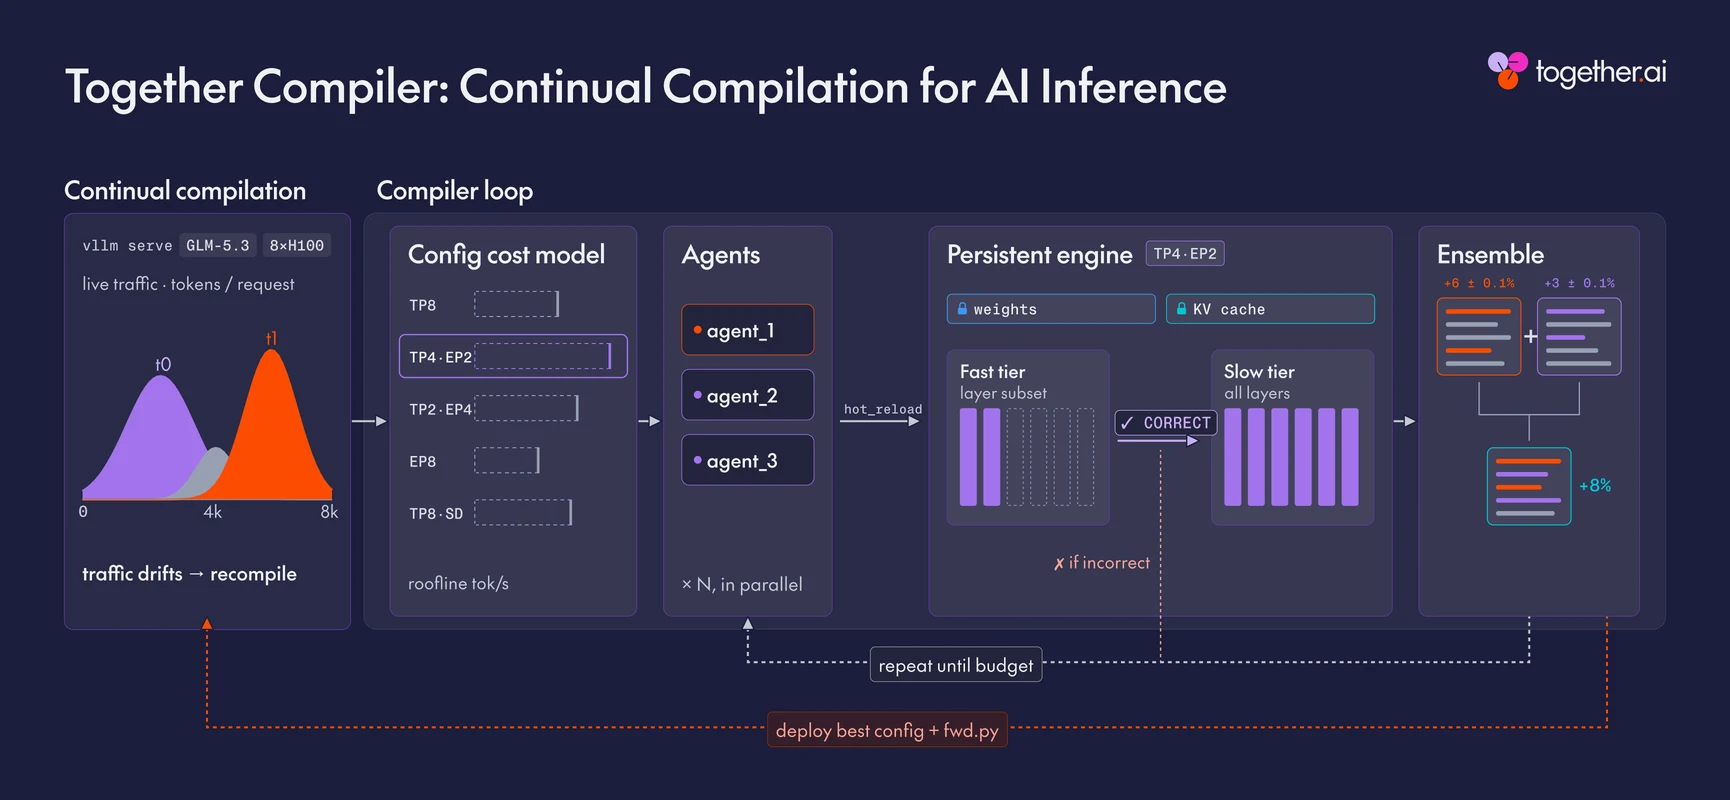 Together Compiler: Continual Compilation for AI Inference
together.ai
Continual compilation
vllm serve GLM-5.3 8×H100
live traffic · tokens / request
t0
t1
0 4k 8k
traffic drifts → recompile
Compiler loop
Config cost model
TP8
TP4·EP2
TP2·EP4
EP8
TP8·SD
roofline tok/s
Agents
agent_1
agent_2
agent_3
× N, in parallel
hot_reload
Persistent engine TP4·EP2
weights
KV cache
Fast tier
layer subset
✓ CORRECT
Slow tier
all layers
✗ if incorrect
Ensemble
+6 ± 0.1% +3 ± 0.1%
+
+8%
repeat until budget
deploy best config + fwd.py